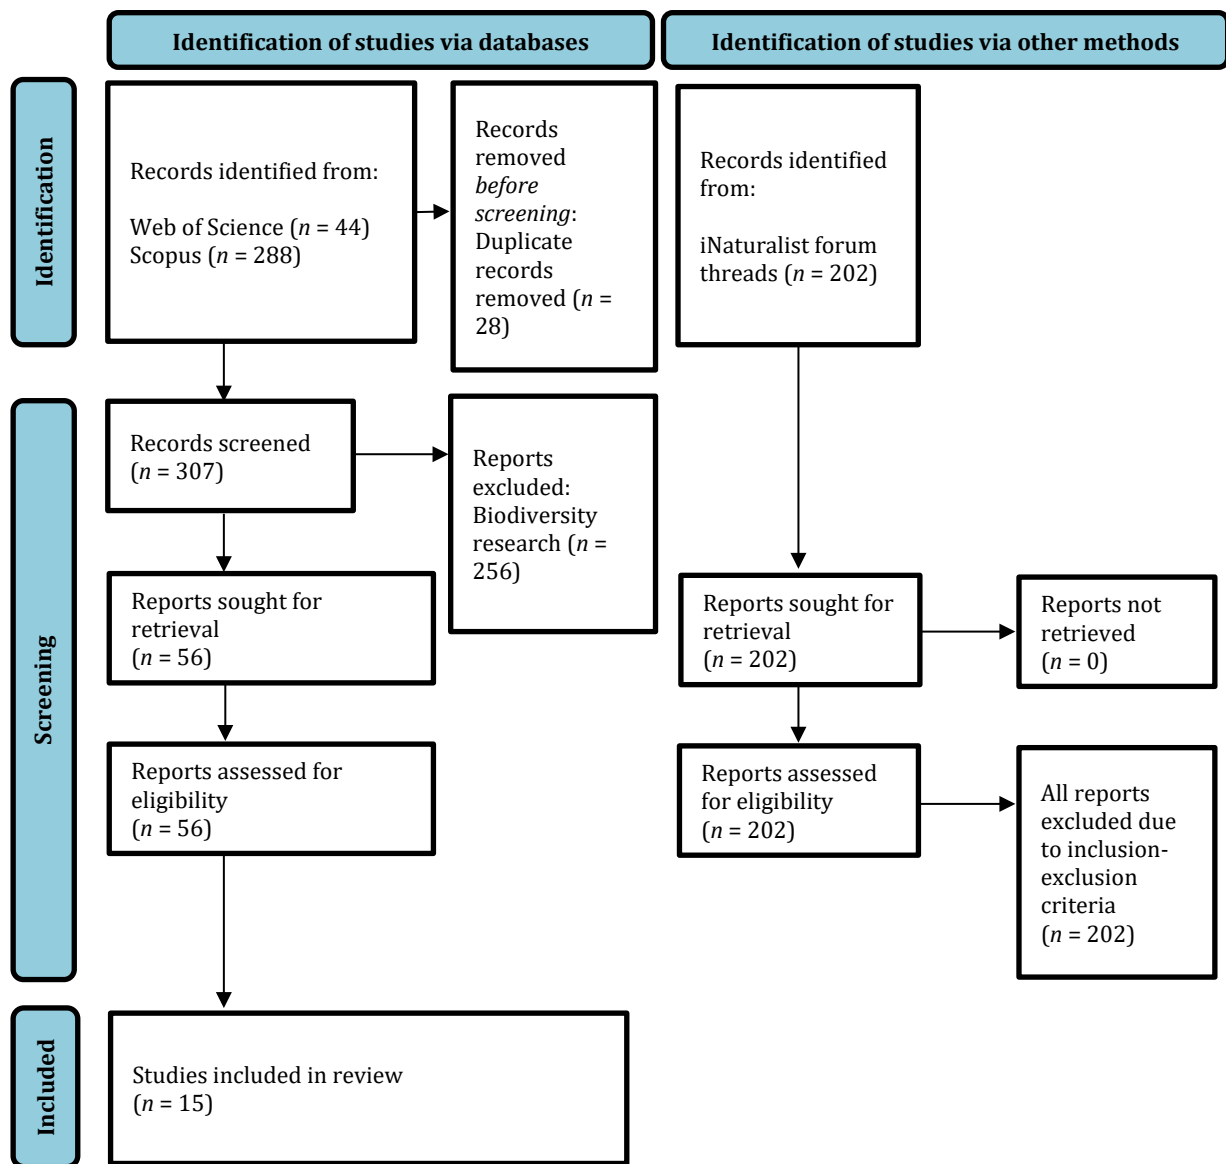 Identification of studies via databases
Identification of studies via other methods
Identification
Records identified from:
Web of Science (n = 44)
Scopus (n = 288)
Records
removed
before
screening:
Duplicate
records
removed (n =
28)
Records identified
from:
iNaturalist forum
threads (n = 202)
Screening
Records screened
(n = 307)
Reports
excluded:
Biodiversity
research (n =
256)
Reports sought for
retrieval
(n = 56)
Reports sought for
retrieval
(n = 202)
Reports not
retrieved
(n = 0)
Reports assessed for
eligibility
(n = 56)
Reports assessed
for eligibility
(n = 202)
All reports
excluded due
to inclusion-
exclusion
criteria
(n = 202)
Included
Studies included in review
(n = 15)